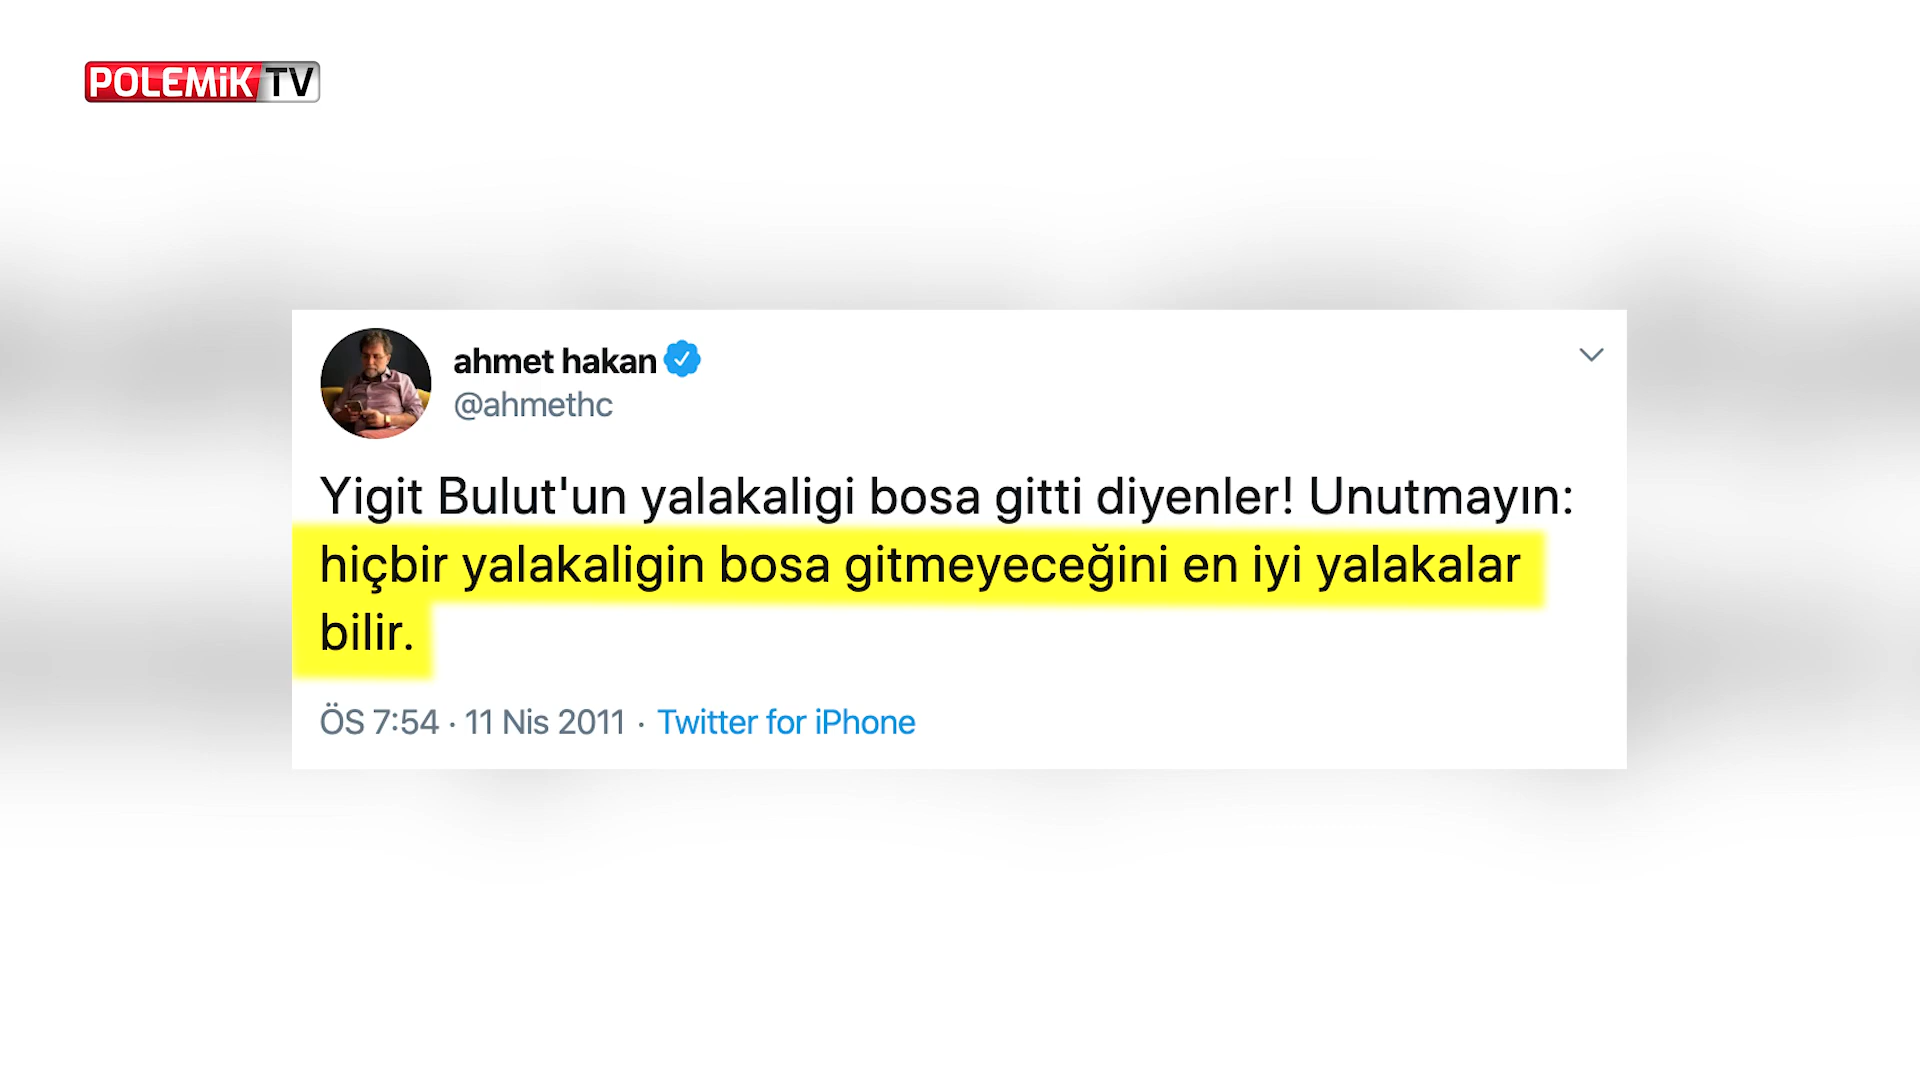 POLEMiK TV
ahmet hakan
@ahmethc
Yigit Bulut'un yalakaligi bosa gitti diyenler! Unutmayın:
hiçbir yalakaligin bosa gitmeyeceğini en iyi yalakalar
bilir.
ÖS 7:54 · 11 Nis 2011 · Twitter for iPhone